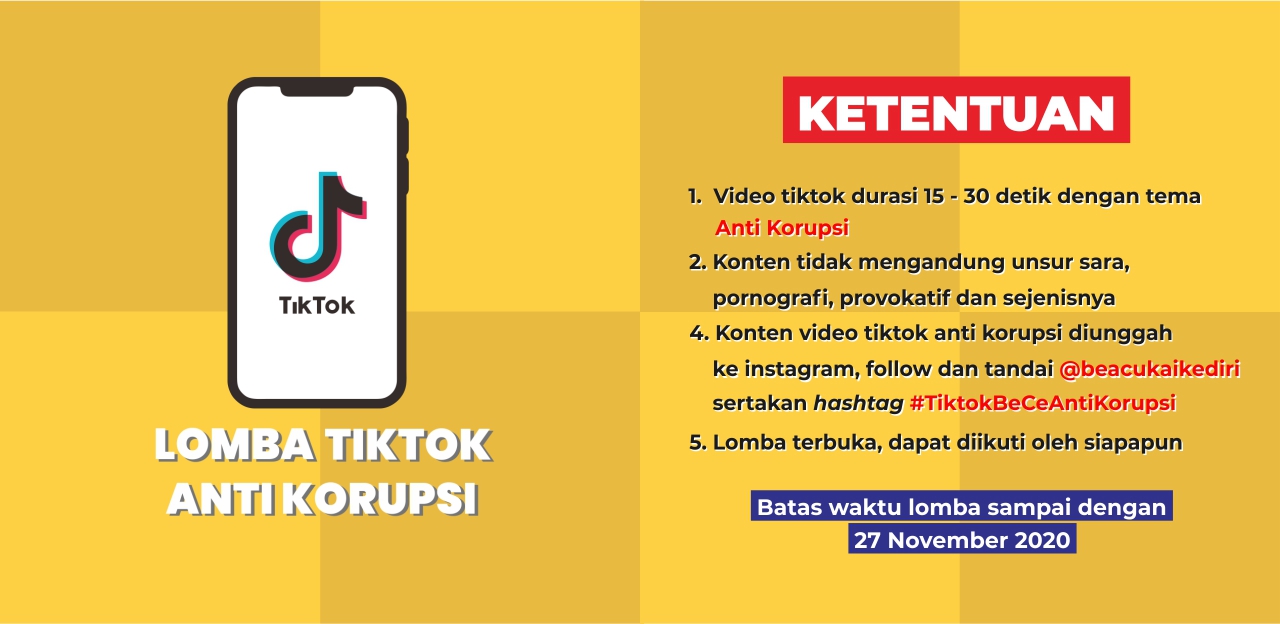 TikTok
LOMBA TIKTOK
ANTI KORUPSI
KETENTUAN
1. Video tiktok durasi 15 - 30 detik dengan tema
Anti Korupsi
2. Konten tidak mengandung unsur sara,
pornografi, provokatif dan sejenisnya
4. Konten video tiktok anti korupsi diunggah
ke instagram, follow dan tandai @beacukaikediri
sertakan hashtag #TiktokBeCeAntiKorupsi
5. Lomba terbuka, dapat diikuti oleh siapapun
Batas waktu lomba sampai dengan
27 November 2020